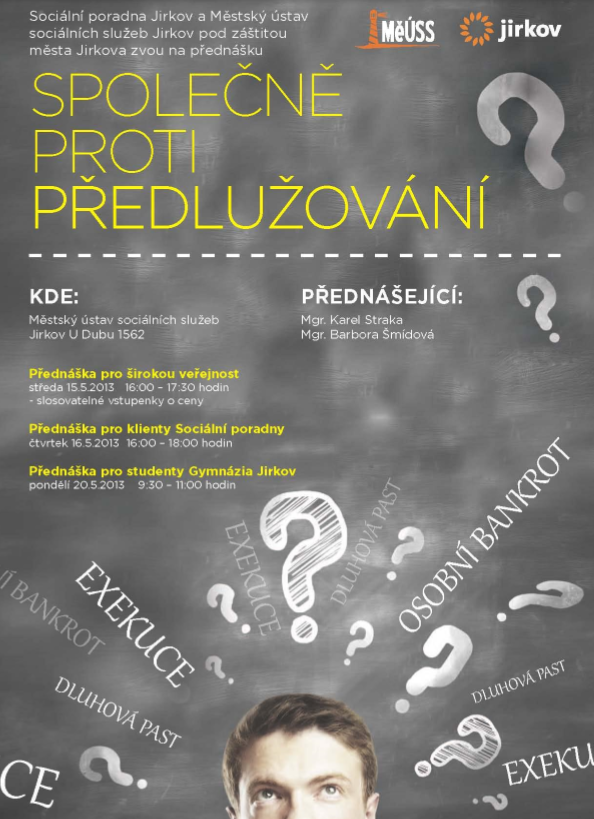 Sociální poradna Jirkov a Městský ústav
sociálních služeb Jirkov pod záštitou
města Jirkova zvou na přednášku
MěÚSS
jirkov
SPOLEČNĚ
PROTI
PŘEDLUŽOVÁNÍ
KDE:
Městský ústav sociálních služeb
Jirkov U Dubu 1562
PŘEDNÁŠEJÍCÍ:
Mgr. Karel Straka
Mgr. Barbora Šmídová
Přednáška pro širokou veřejnost
středa 15.5.2013 16:00 – 17:30 hodin
- slosovatelné vstupenky o ceny
Přednáška pro klienty Sociální poradny
čtvrtek 16.5.2013 16:00 – 18:00 hodin
Přednáška pro studenty Gymnázia Jirkov
pondělí 20.5.2013 9:30 – 11:00 hodin
?
?
?
EXEKUCE
DLUHOVÁ PAST
OSOBNÍ BANKROT
Í BANKROT
EXEKUCE
DLUHOVÁ PAST
DLUHOVÁ PAST
CE
EXEKU